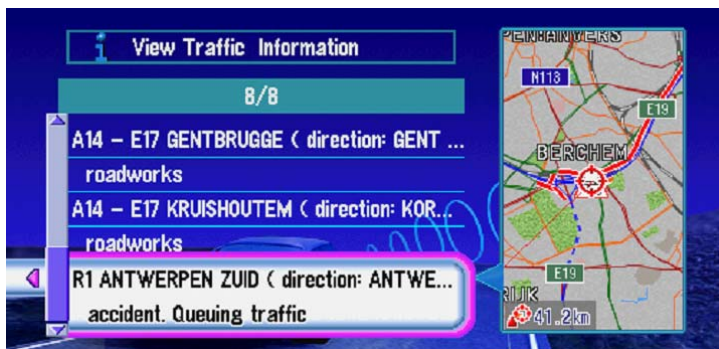 i View Traffic Information
8/8
A14 – E17 GENTBRUGGE ( direction: GENT ...
roadworks
A14 – E17 KRUISHOUTEM ( direction: KOR...
roadworks
R1 ANTWERPEN ZUID ( direction: ANTWE...
accident. Queuing traffic
N113
E19
BERCHEM
E19
RIJK
41.2km